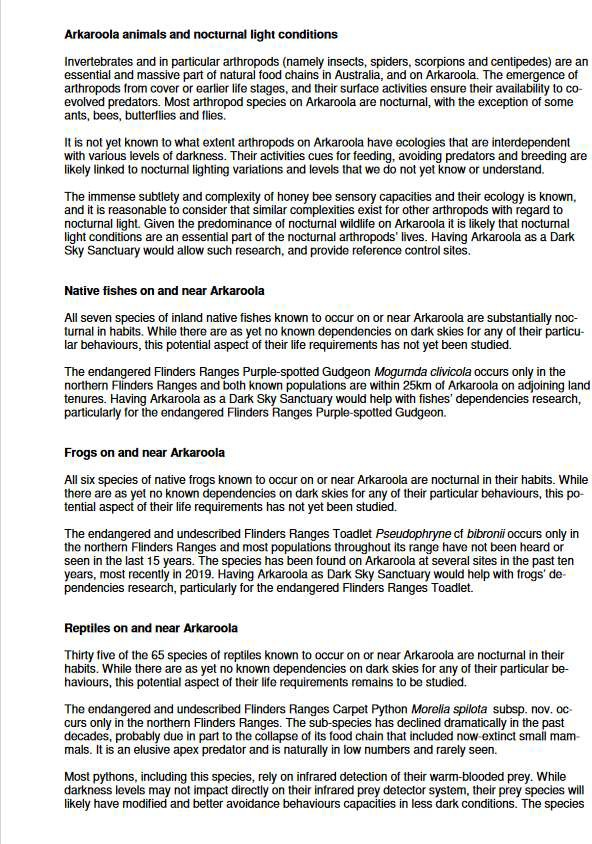 Arkaroola animals and nocturnal light conditions
Invertebrates and in particular arthropods (namely insects, spiders, scorpions and centipedes) are an
essential and massive part of natural food chains in Australia, and on Arkaroola. The emergence of
arthropods from cover or earlier life stages, and their surface activities ensure their availability to co-
evolved predators. Most arthropod species on Arkaroola are nocturnal, with the exception of some
ants, bees, butterflies and flies.
It is not yet known to what extent arthropods on Arkaroola have ecologies that are interdependent
with various levels of darkness. Their activities cues for feeding, avoiding predators and breeding are
likely linked to nocturnal lighting variations and levels that we do not yet know or understand.
The immense subtlety and complexity of honey bee sensory capacities and their ecology is known,
and it is reasonable to consider that similar complexities exist for other arthropods with regard to
nocturnal light. Given the predominance of nocturnal wildlife on Arkaroola it is likely that nocturnal
light conditions are an essential part of the nocturnal arthropods' lives. Having Arkaroola as a Dark
Sky Sanctuary would allow such research, and provide reference control sites.
Native fishes on and near Arkaroola
All seven species of inland native fishes known to occur on or near Arkaroola are substantially noc-
turnal in habits. While there are as yet no known dependencies on dark skies for any of their particu-
lar behaviours, this potential aspect of their life requirements has not yet been studied.
The endangered Flinders Ranges Purple-spotted Gudgeon Mogurnda clivicola occurs only in the
northern Flinders Ranges and both known populations are within 25km of Arkaroola on adjoining land
tenures. Having Arkaroola as a Dark Sky Sanctuary would help with fishes' dependencies research,
particularly for the endangered Flinders Ranges Purple-spotted Gudgeon.
Frogs on and near Arkaroola
All six species of native frogs known to occur on or near Arkaroola are nocturnal in their habits. While
there are as yet no known dependencies on dark skies for any of their particular behaviours, this po-
tential aspect of their life requirements has not yet been studied.
The endangered and undescribed Flinders Ranges Toadlet Pseudophryne cf bibronii occurs only in
the northern Flinders Ranges and most populations throughout its range have not been heard or
seen in the last 15 years. The species has been found on Arkaroola at several sites in the past ten
years, most recently in 2019. Having Arkaroola as Dark Sky Sanctuary would help with frogs' de-
pendencies research, particularly for the endangered Flinders Ranges Toadlet.
Reptiles on and near Arkaroola
Thirty five of the 65 species of reptiles known to occur on or near Arkaroola are nocturnal in their
habits. While there are as yet no known dependencies on dark skies for any of their particular be-
haviours, this potential aspect of their life requirements remains to be studied.
The endangered and undescribed Flinders Ranges Carpet Python Morelia spilota subsp. nov. oc-
curs only in the northern Flinders Ranges. The sub-species has declined dramatically in the past
decades, probably due in part to the collapse of its food chain that included now-extinct small mam-
mals. It is an elusive apex predator and is naturally in low numbers and rarely seen.
Most pythons, including this species, rely on infrared detection of their warm-blooded prey. While
darkness levels may not impact directly on their infrared prey detector system, their prey species will
likely have modified and better avoidance behaviours capacities in less dark conditions. The species